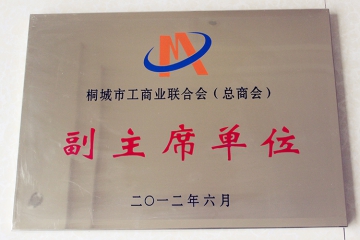 桐城市工商业联合会（总商会）
副主席单位
二〇一二年六月